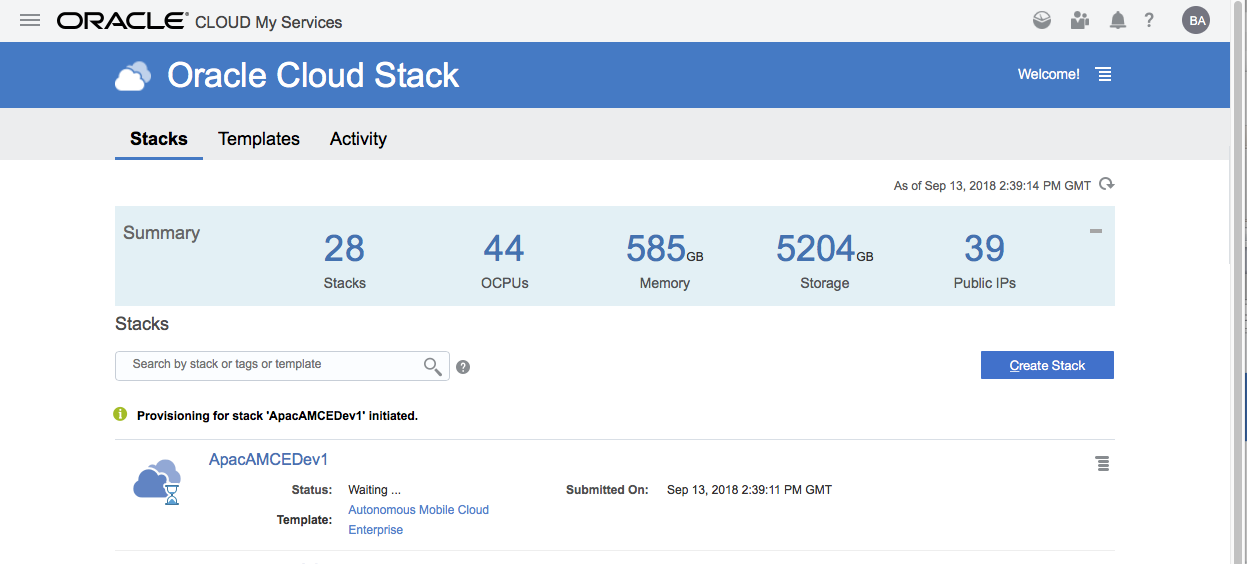 ORACLE® CLOUD My Services
? BA
Oracle Cloud Stack
Welcome!
Stacks Templates Activity
As of Sep 13, 2018 2:39:14 PM GMT
Summary
28 44 585GB 5204GB 39
Stacks OCPUs Memory Storage Public IPs
Stacks
Search by stack or tags or template ?
Create Stack
i Provisioning for stack 'ApacAMCEDev1' initiated.
ApacAMCEDev1
Status: Waiting ... Submitted On: Sep 13, 2018 2:39:11 PM GMT
Template: Autonomous Mobile Cloud
Enterprise